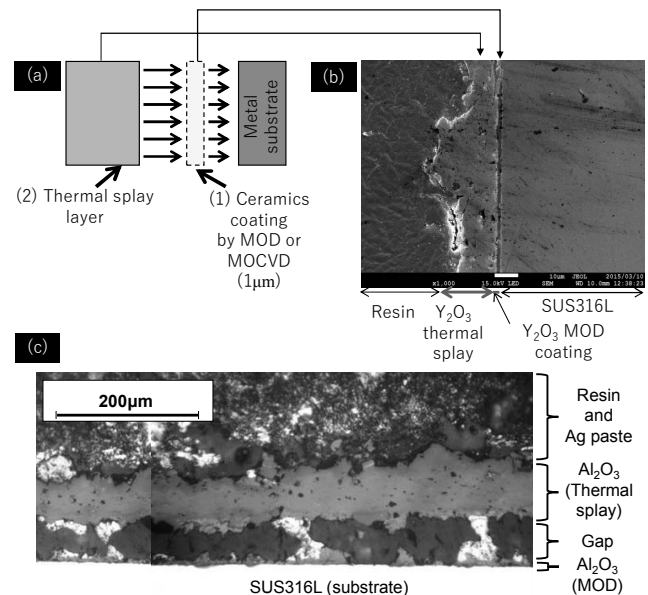 (a)
(b)
Metal
substrate
(2) Thermal splay
layer
(1) Ceramics
coating
by MOD or
MOCVD
(1μm)
10μm JEOL 2015/03/10
x1,000 15.0kV LED SEM WD 10.0mm 12:38:23
Resin
Y₂O₃
thermal
splay
SUS316L
Y₂O₃ MOD
coating
(c)
200μm
Resin
and
Ag paste
Al₂O₃
(Thermal
splay)
Gap
Al₂O₃
(MOD)
SUS316L (substrate)